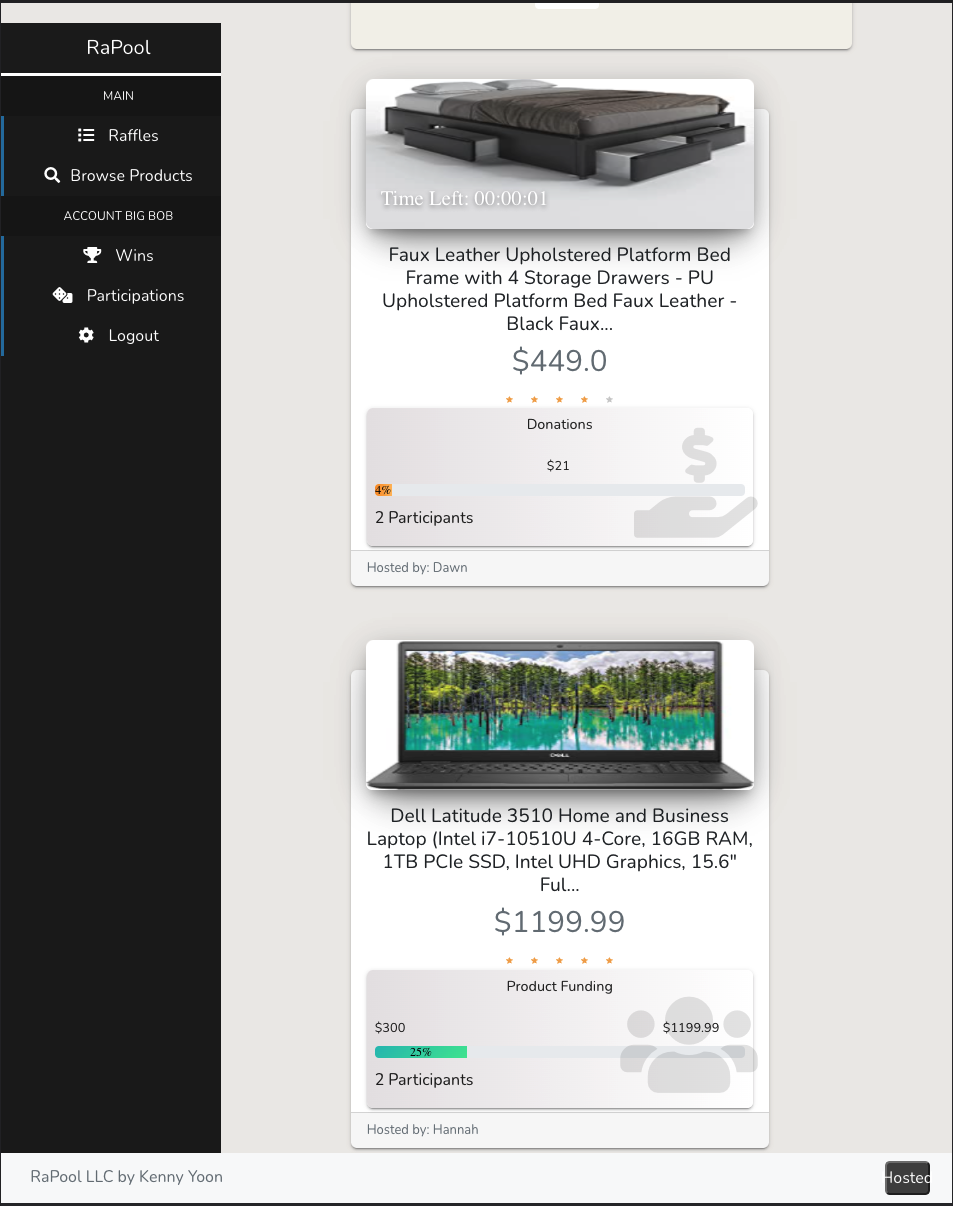 RaPool
MAIN
Raffles
Browse Products
ACCOUNT BIG BOB
Wins
Participations
Logout
Time Left: 00:00:01
Faux Leather Upholstered Platform Bed
Frame with 4 Storage Drawers - PU
Upholstered Platform Bed Faux Leather -
Black Faux...
$449.0
Donations
$21
4%
2 Participants
Hosted by: Dawn
DELL
Dell Latitude 3510 Home and Business
Laptop (Intel i7-10510U 4-Core, 16GB RAM,
1TB PCIe SSD, Intel UHD Graphics, 15.6"
Ful...
$1199.99
Product Funding
$300 $1199.99
25%
2 Participants
Hosted by: Hannah
RaPool LLC by Kenny Yoon
Hosted